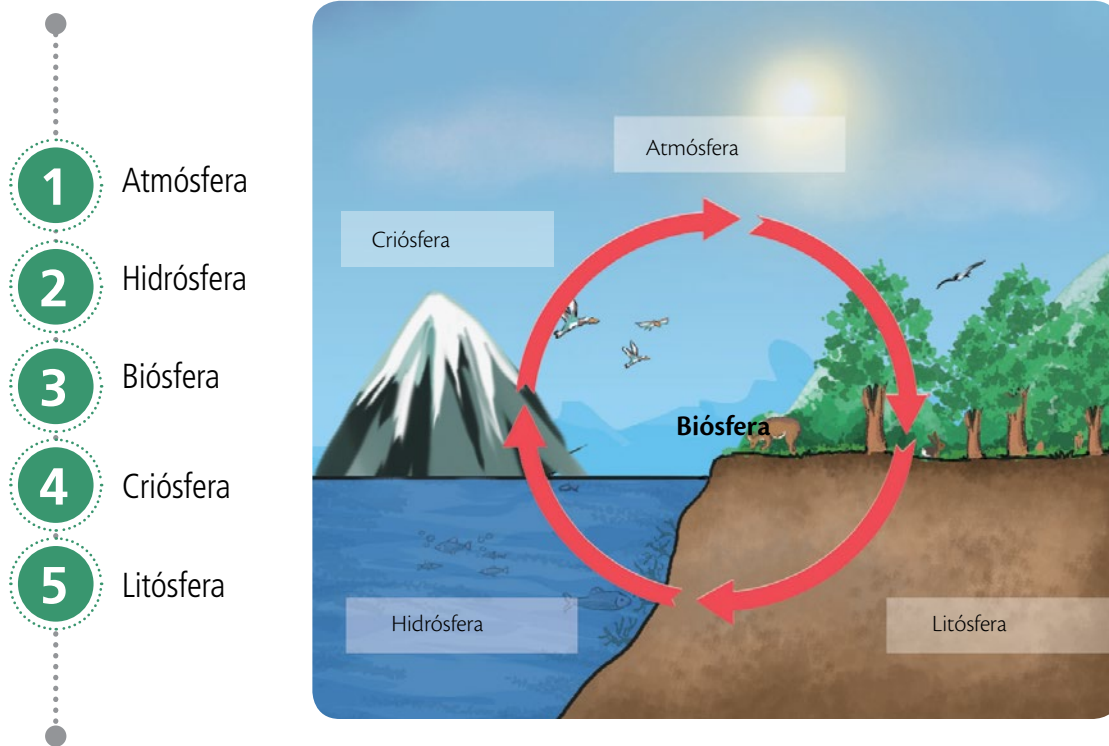 1 Atmósfera
2 Hidrósfera
3 Biósfera
4 Criósfera
5 Litósfera
Atmósfera
Criósfera
Biósfera
Hidrósfera
Litósfera